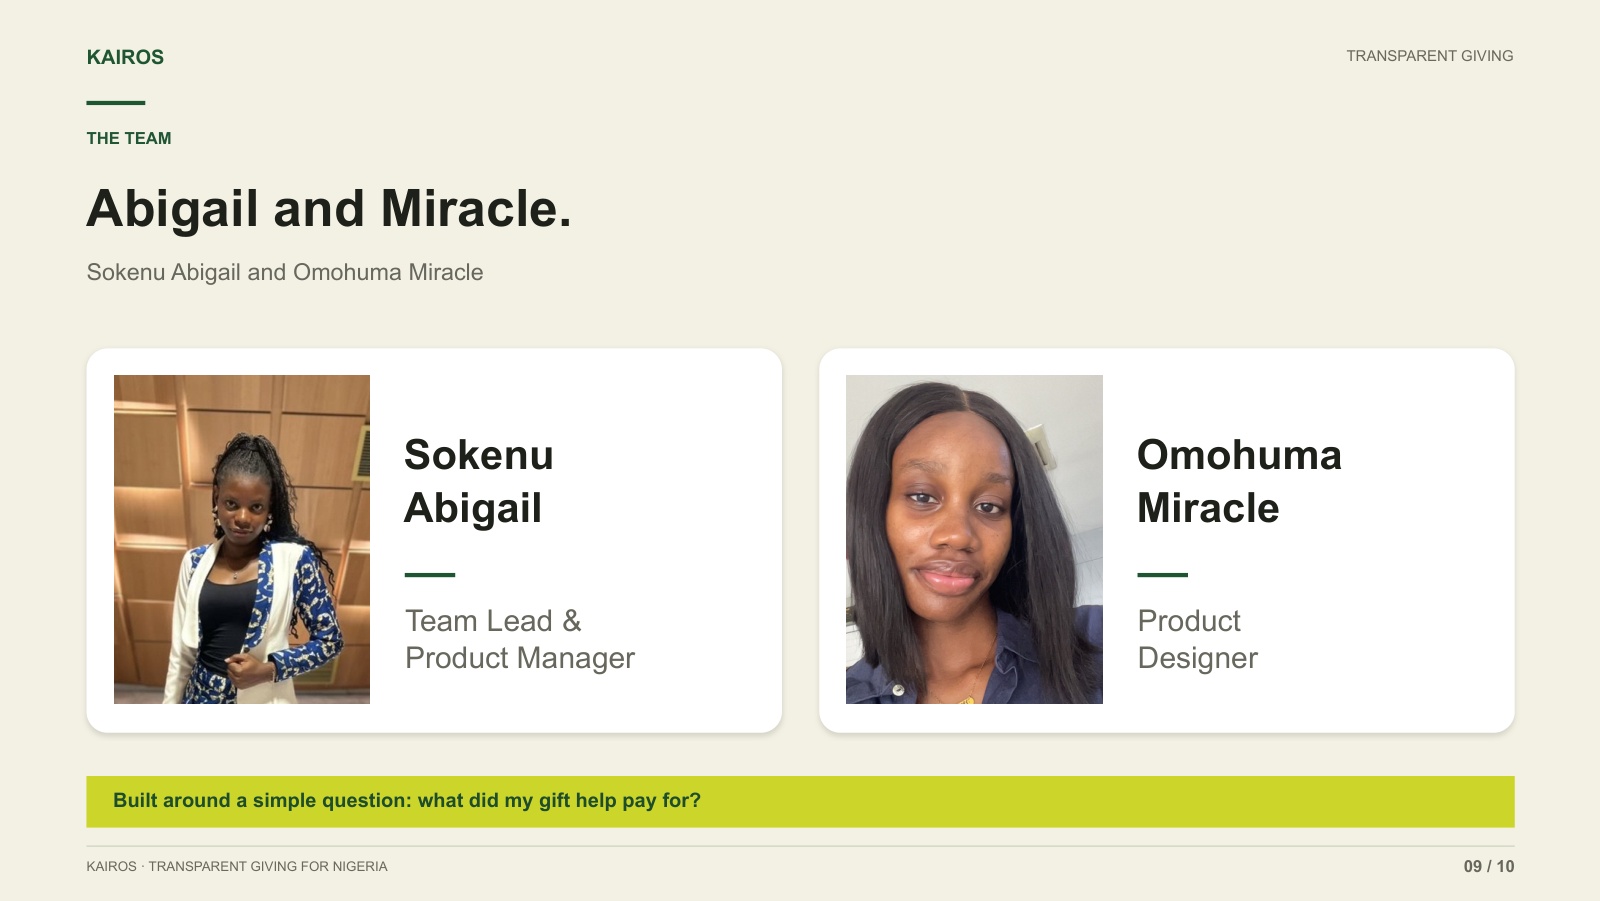 KAIROS
TRANSPARENT GIVING
THE TEAM
Abigail and Miracle.
Sokenu Abigail and Omohuma Miracle
Sokenu
Abigail
Team Lead &
Product Manager
Omohuma
Miracle
Product
Designer
Built around a simple question: what did my gift help pay for?
KAIROS · TRANSPARENT GIVING FOR NIGERIA
09 / 10